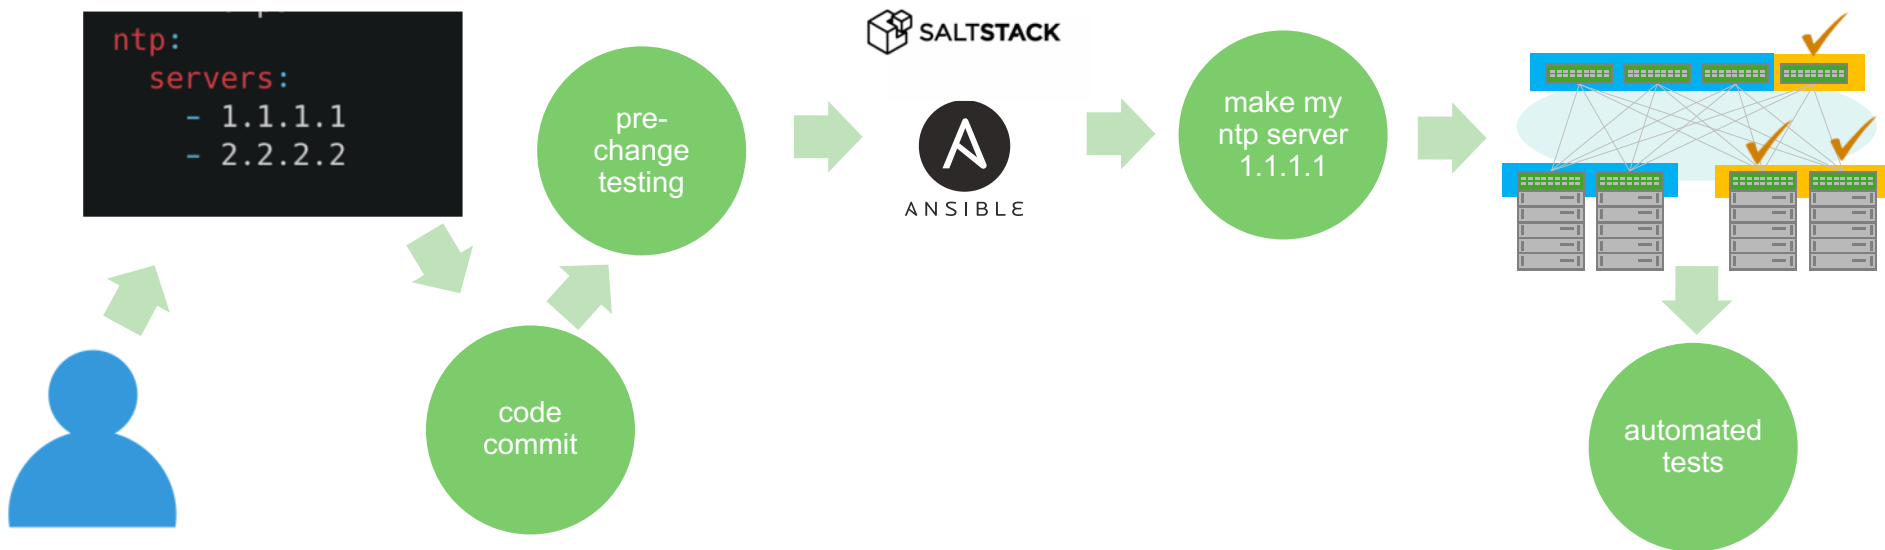 ntp:
servers:
- 1.1.1.1
- 2.2.2.2
code
commit
pre-
change
testing
SALTSTACK
ANSIBLE
make my
ntp server
1.1.1.1
automated
tests